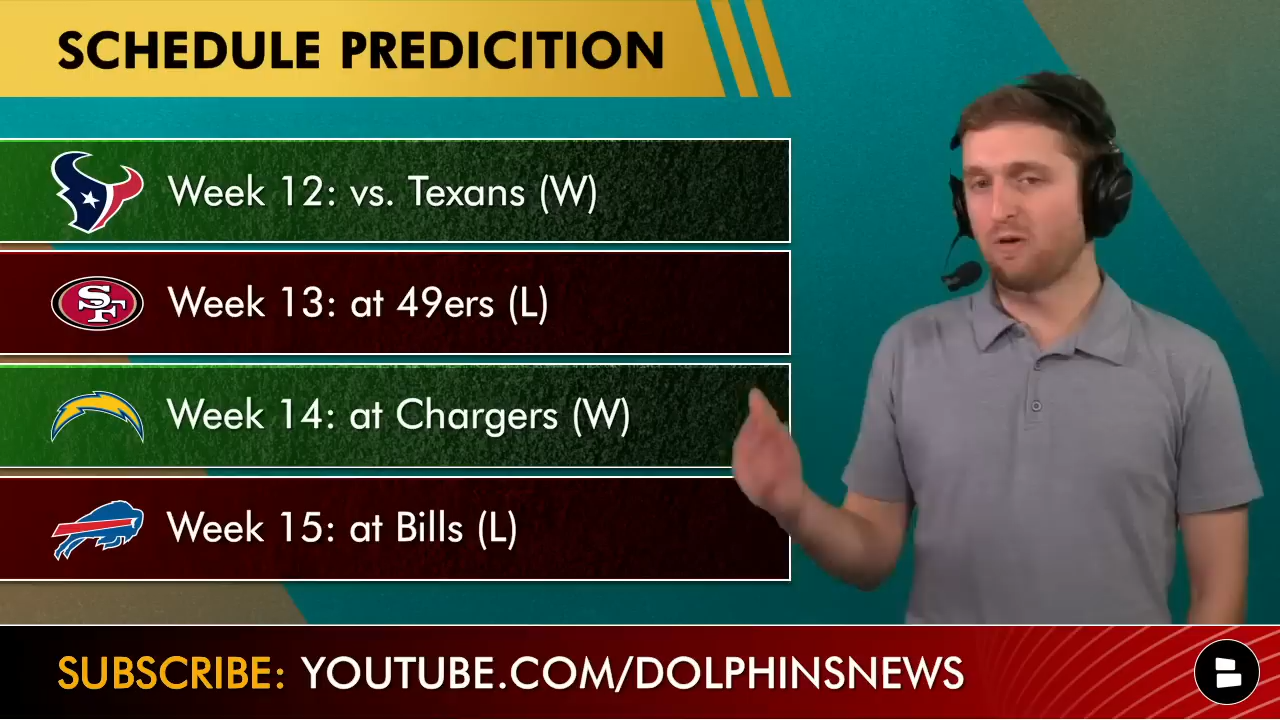 SCHEDULE PREDICITION
Week 12: vs. Texans (W)
SF
Week 13: at 49ers (L)
Week 14: at Chargers (W)
Week 15: at Bills (L)
SUBSCRIBE: YOUTUBE.COM/DOLPHINSNEWS